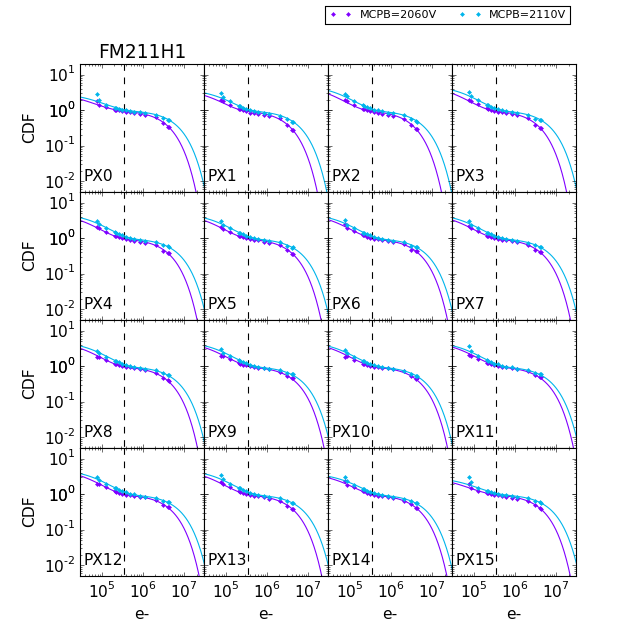 MCPB=2060V MCPB=2110V
FM211H1
10^1
10^0
10^-1
10^-2
CDF
PX0 PX1 PX2 PX3
10^1
10^0
10^-1
10^-2
CDF
PX4 PX5 PX6 PX7
10^1
10^0
10^-1
10^-2
CDF
PX8 PX9 PX10 PX11
10^1
10^0
10^-1
10^-2
CDF
PX12 PX13 PX14 PX15
10^5 10^6 10^7 10^5 10^6 10^7 10^5 10^6 10^7 10^5 10^6 10^7
e- e- e- e-